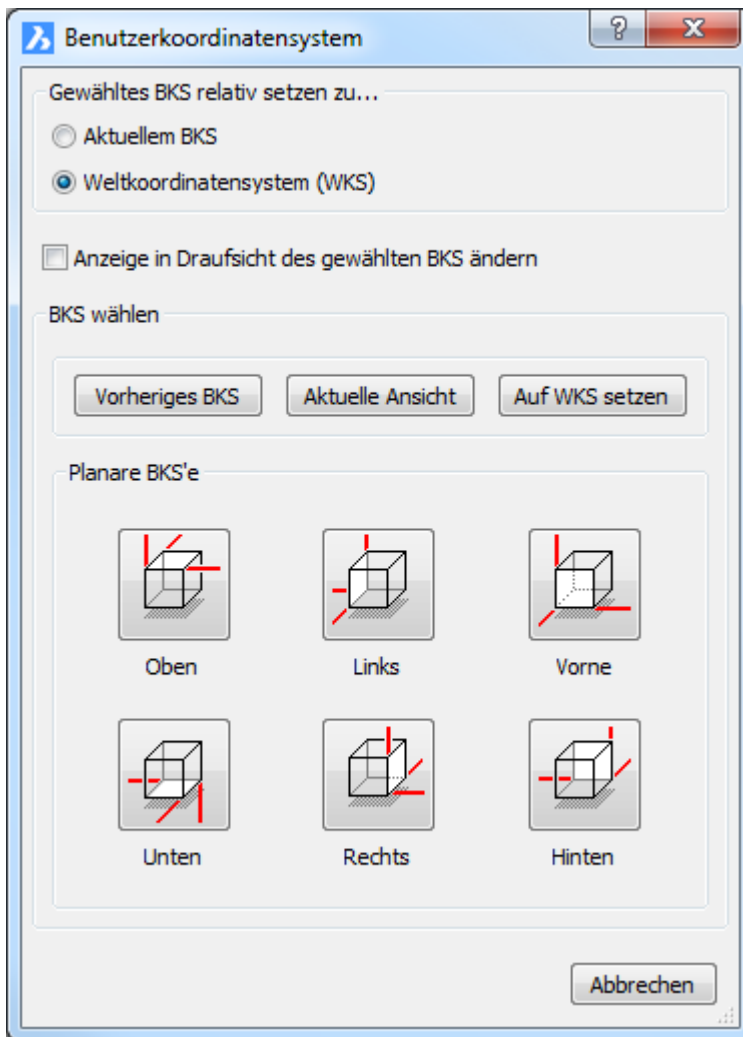 Benutzerkoordinatensystem
Gewähltes BKS relativ setzen zu...
Aktuellem BKS
Weltkoordinatensystem (WKS)
Anzeige in Draufsicht des gewählten BKS ändern
BKS wählen
Vorheriges BKS Aktuelle Ansicht Auf WKS setzen
Planare BKS'e
Oben Links Vorne
Unten Rechts Hinten
Abbrechen